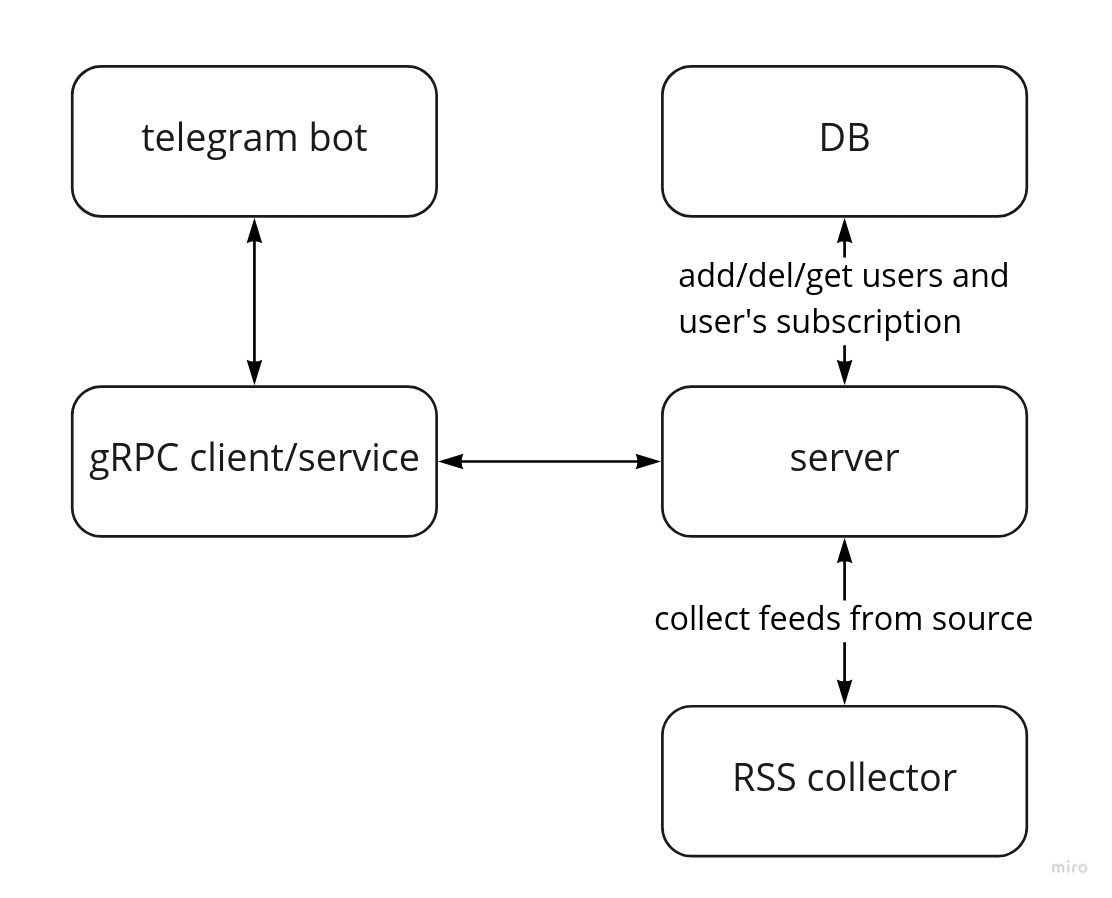 telegram bot
DB
add/del/get users and
user's subscription
gRPC client/service
server
collect feeds from source
RSS collector
miro